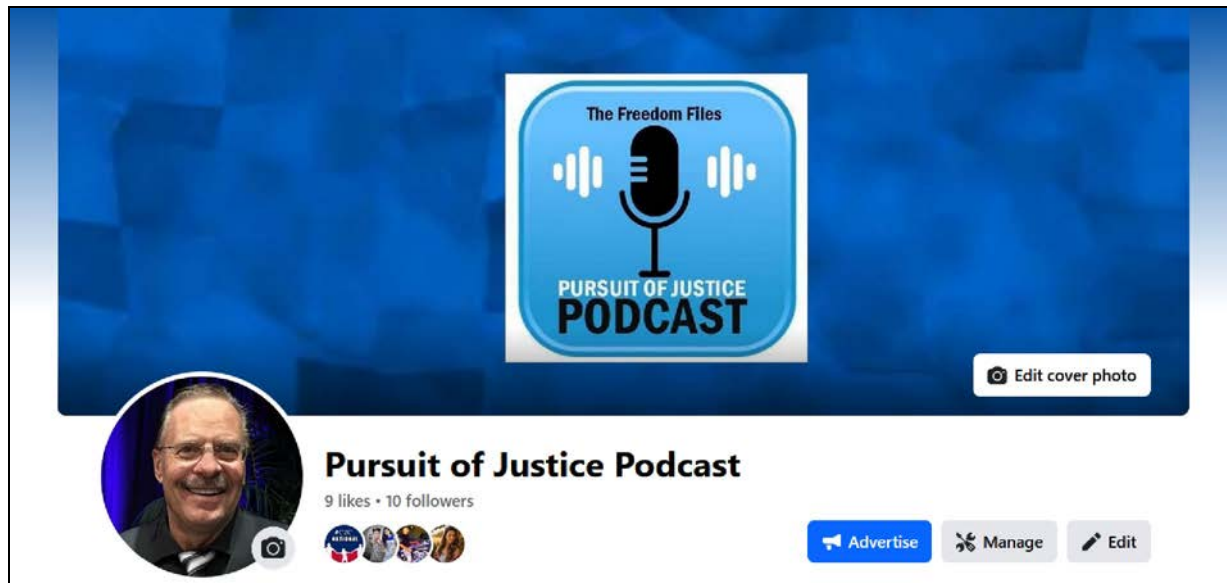 The Freedom Files
PURSUIT OF JUSTICE
PODCAST
Edit cover photo
Pursuit of Justice Podcast
9 likes • 10 followers
NATIONAL
Advertise
Manage
Edit